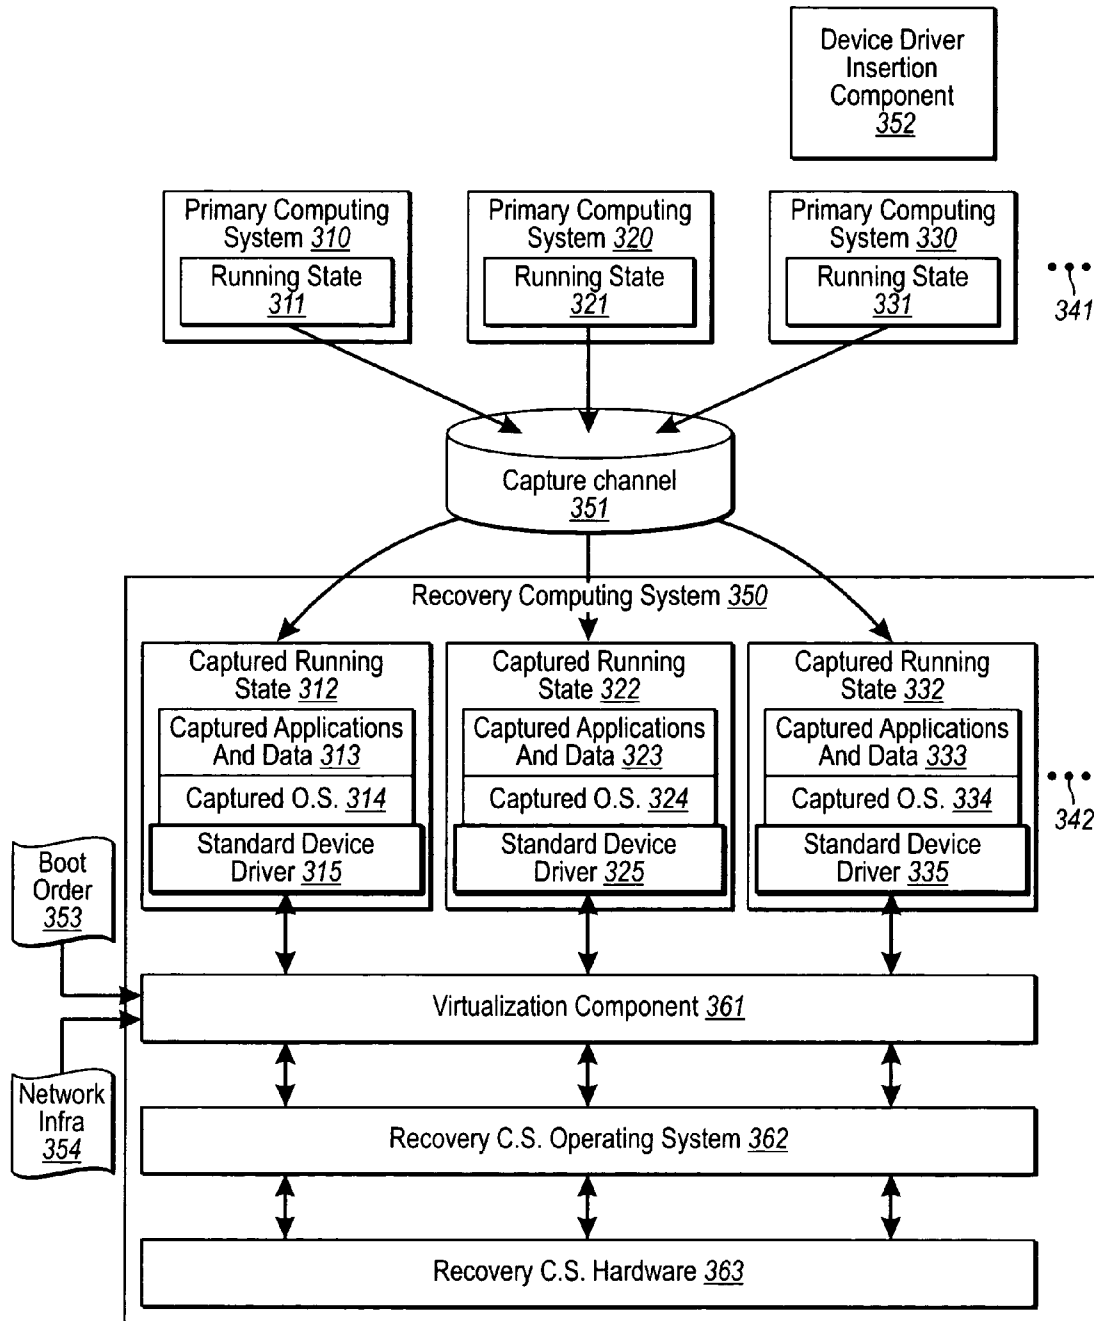 Device Driver
Insertion
Component
352
Primary Computing
System 310
Running State
311
Primary Computing
System 320
Running State
321
Primary Computing
System 330
Running State
331
341
Capture channel
351
Recovery Computing System 350
Captured Running
State 312
Captured Applications
And Data 313
Captured O.S. 314
Standard Device
Driver 315
Captured Running
State 322
Captured Applications
And Data 323
Captured O.S. 324
Standard Device
Driver 325
Captured Running
State 332
Captured Applications
And Data 333
Captured O.S. 334
Standard Device
Driver 335
342
Boot
Order
353
Virtualization Component 361
Network
Infra
354
Recovery C.S. Operating System 362
Recovery C.S. Hardware 363